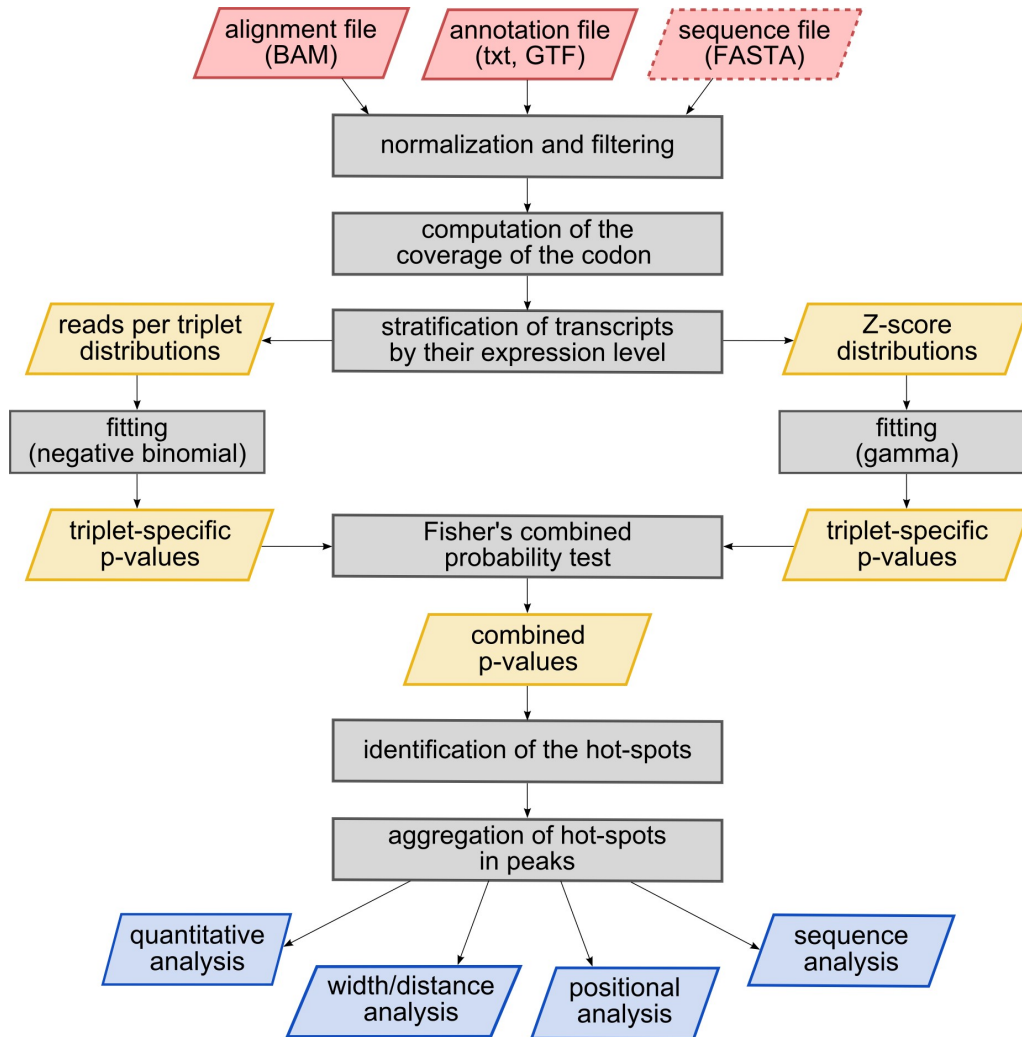 alignment file
(BAM)
annotation file
(txt, GTF)
sequence file
(FASTA)
normalization and filtering
computation of the
coverage of the codon
reads per triplet
distributions
stratification of transcripts
by their expression level
Z-score
distributions
fitting
(negative binomial)
fitting
(gamma)
triplet-specific
p-values
Fisher's combined
probability test
triplet-specific
p-values
combined
p-values
identification of the hot-spots
aggregation of hot-spots
in peaks
quantitative
analysis
width/distance
analysis
positional
analysis
sequence
analysis